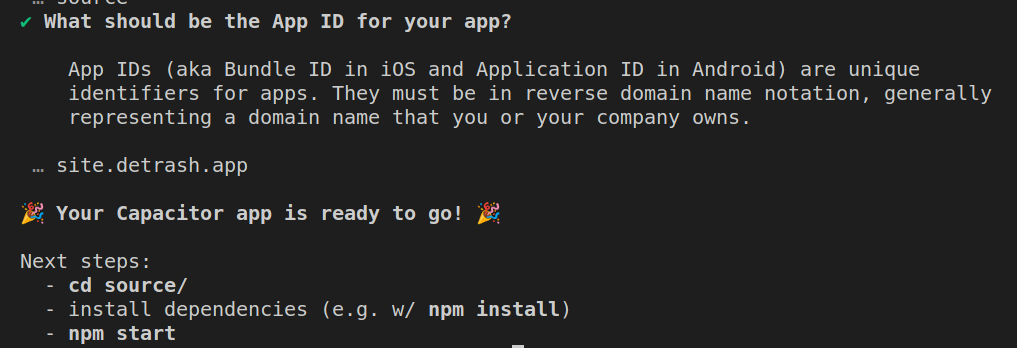 … source
✔ What should be the App ID for your app?
App IDs (aka Bundle ID in iOS and Application ID in Android) are unique
identifiers for apps. They must be in reverse domain name notation, generally
representing a domain name that you or your company owns.
… site.detrash.app
🎉 Your Capacitor app is ready to go! 🎉
Next steps:
- cd source/
- install dependencies (e.g. w/ npm install)
- npm start